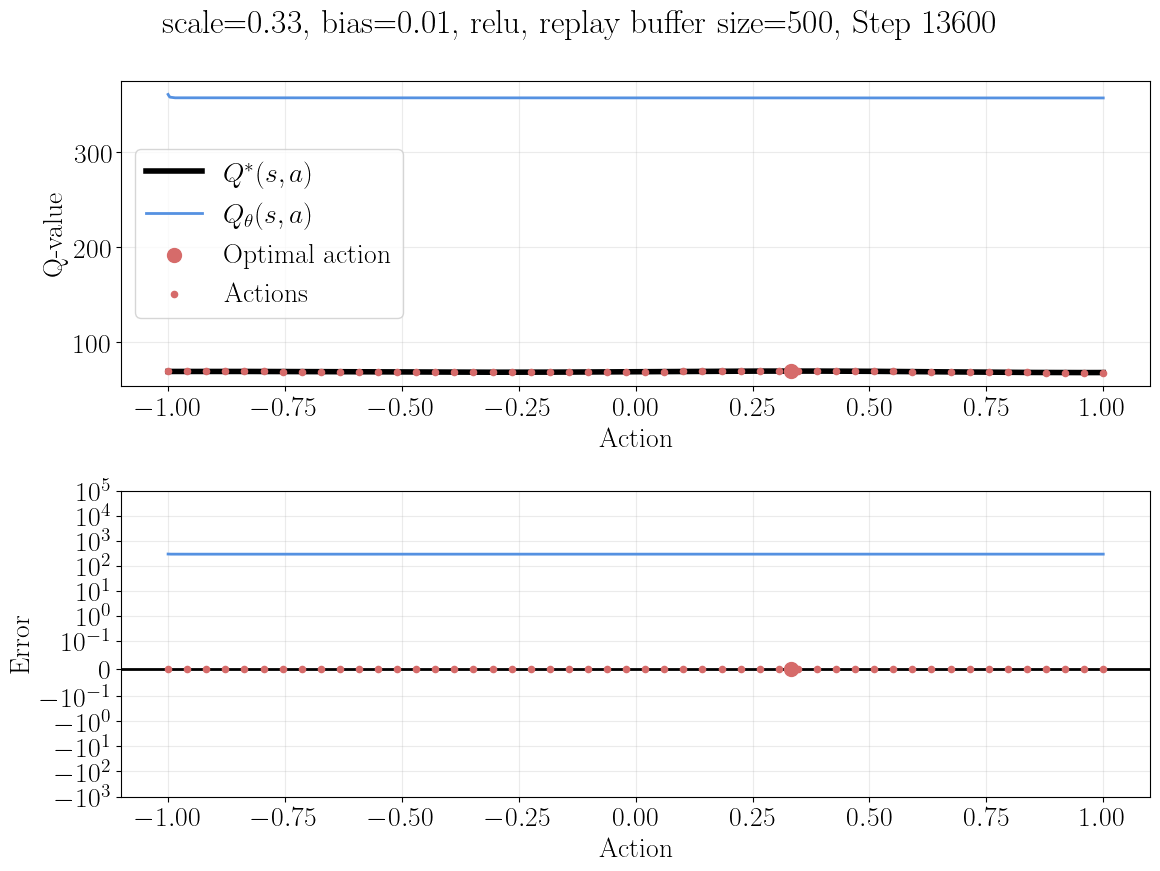 scale=0.33, bias=0.01, relu, replay buffer size=500, Step 13600
300
200
100
Q-value
Q*(s, a)
Q_θ(s, a)
Optimal action
Actions
−1.00 −0.75 −0.50 −0.25 0.00 0.25 0.50 0.75 1.00
Action
10^5
10^4
10^3
10^2
10^1
10^0
10^−1
0
−10^−1
−10^0
−10^1
−10^2
−10^3
Error
−1.00 −0.75 −0.50 −0.25 0.00 0.25 0.50 0.75 1.00
Action